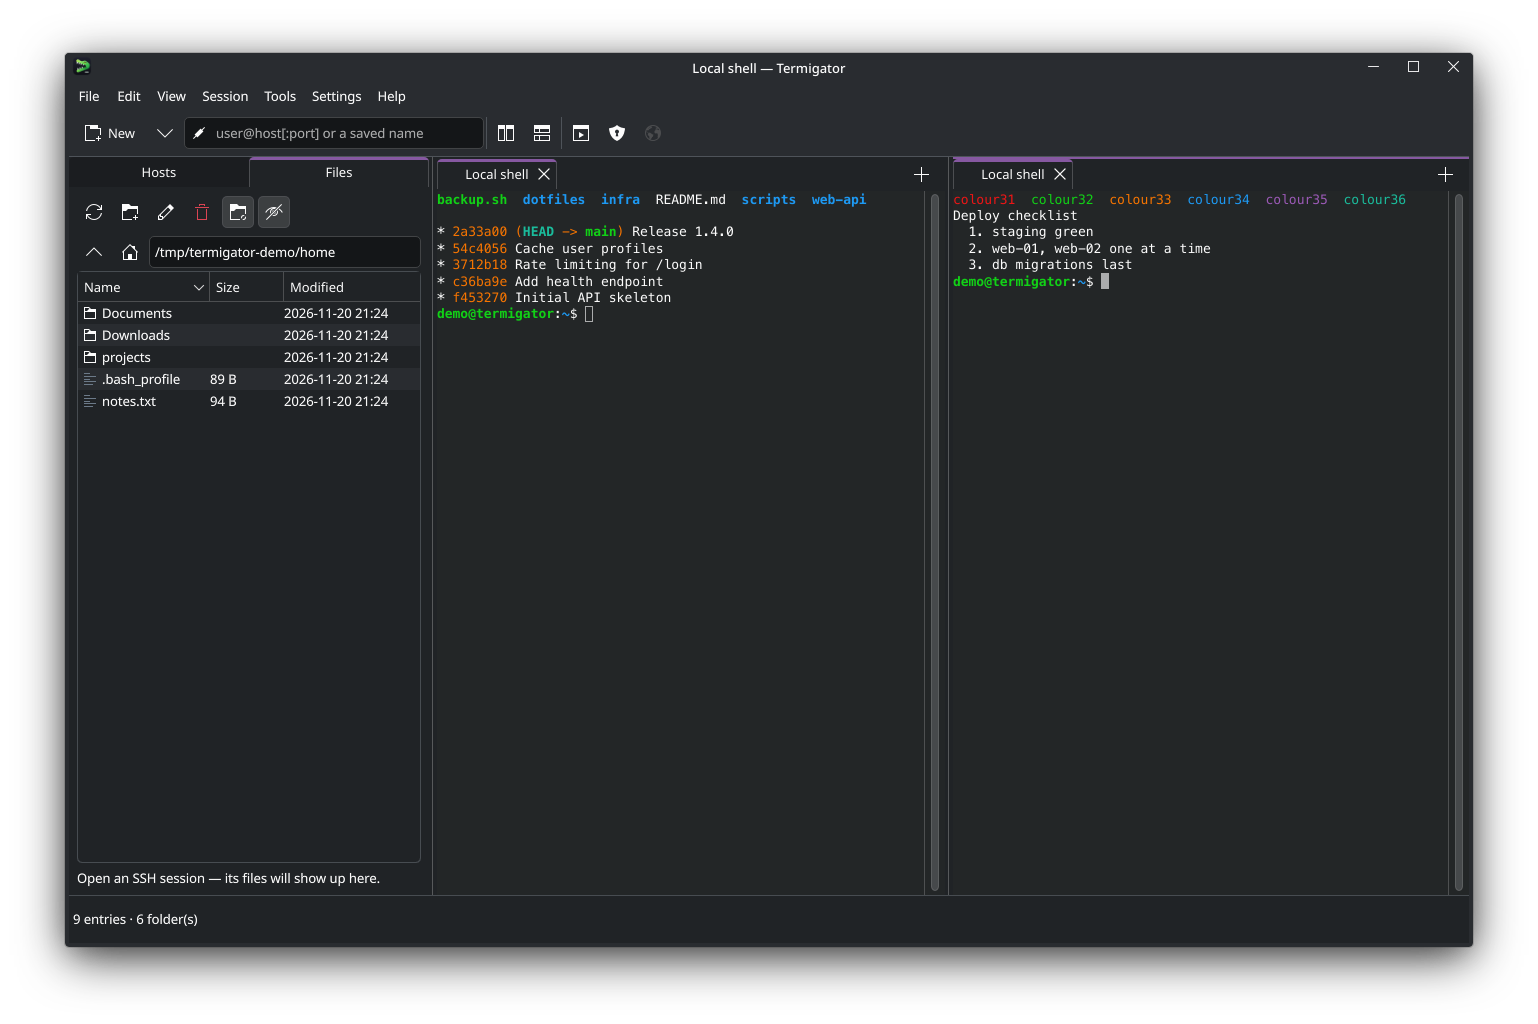 Local shell — Termigator
File Edit View Session Tools Settings Help
New user@host[:port] or a saved name
Hosts Files
/tmp/termigator-demo/home
Name Size Modified
Documents 2026-11-20 21:24
Downloads 2026-11-20 21:24
projects 2026-11-20 21:24
.bash_profile 89 B 2026-11-20 21:24
notes.txt 94 B 2026-11-20 21:24
Open an SSH session — its files will show up here.
Local shell
backup.sh dotfiles infra README.md scripts web-api
* 2a33a00 (HEAD -> main) Release 1.4.0
* 54c4056 Cache user profiles
* 3712b18 Rate limiting for /login
* c36ba9e Add health endpoint
* f453270 Initial API skeleton
demo@termigator:~$
Local shell
colour31 colour32 colour33 colour34 colour35 colour36
Deploy checklist
1. staging green
2. web-01, web-02 one at a time
3. db migrations last
demo@termigator:~$
9 entries · 6 folder(s)